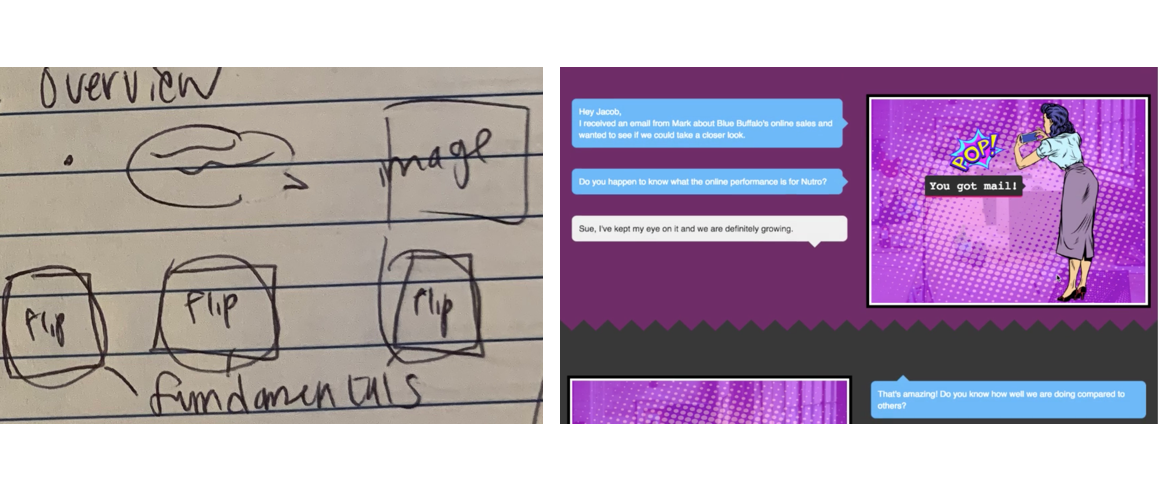 Overview
image
flip
flip
flip
fundamentals
Hey Jacob,
I received an email from Mark about Blue Buffalo's online sales and
wanted to see if we could take a closer look.
Do you happen to know what the online performance is for Nutro?
Sue, I've kept my eye on it and we are definitely growing.
POP!
You got mail!
That's amazing! Do you know how well we are doing compared to
others?